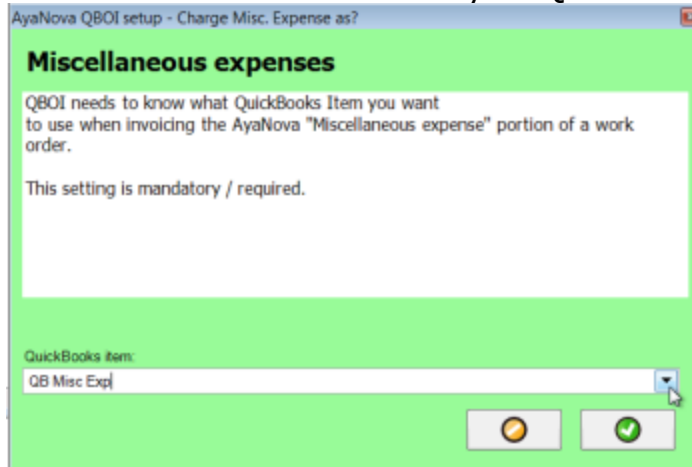 AyaNova QBOI setup - Charge Misc. Expense as?
Miscellaneous expenses
QBOI needs to know what QuickBooks Item you want
to use when invoicing the AyaNova "Miscellaneous expense" portion of a work
order.
This setting is mandatory / required.
QuickBooks item:
QB Misc Exp